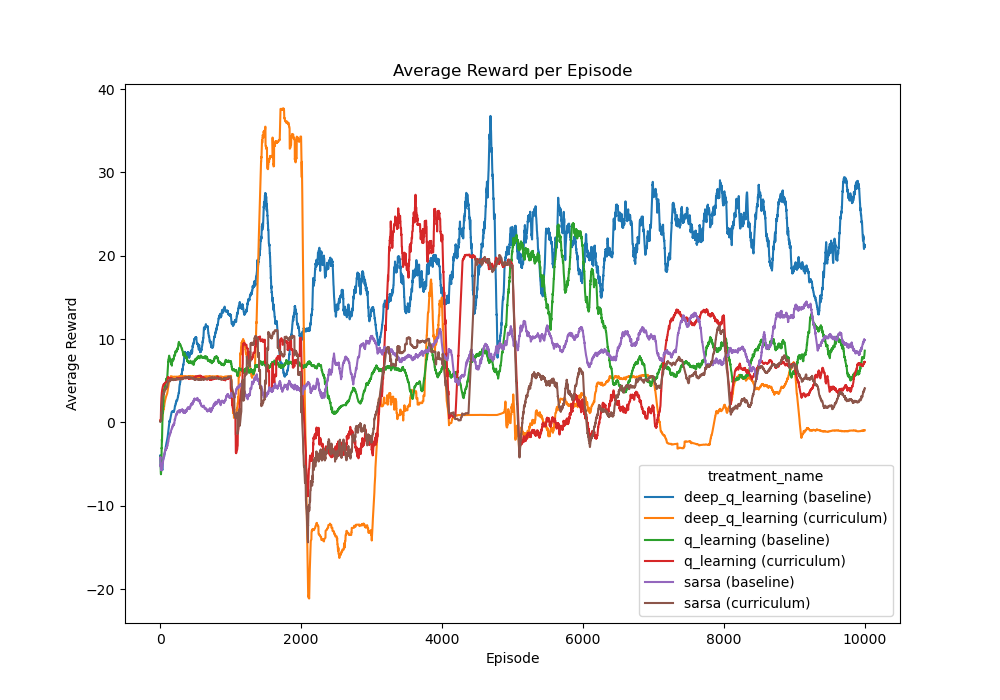 Average Reward per Episode
40
30
20
10
0
−10
−20
Average Reward
0
2000
4000
6000
8000
10000
Episode
treatment_name
deep_q_learning (baseline)
deep_q_learning (curriculum)
q_learning (baseline)
q_learning (curriculum)
sarsa (baseline)
sarsa (curriculum)